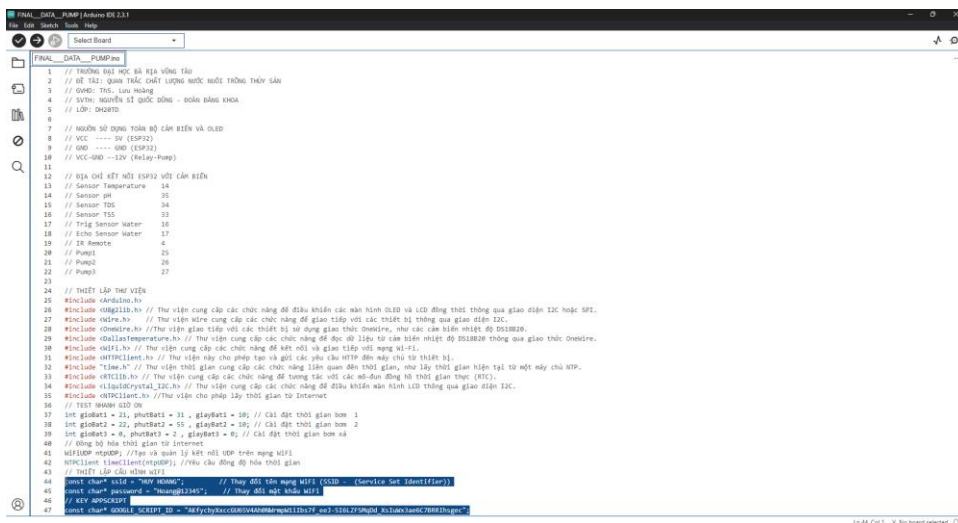 FINAL__DATA__PUMP | Arduino IDE 2.3.1
File Edit Sketch Tools Help
Select Board
FINAL__DATA__PUMP.ino
1 // TRƯỜNG ĐẠI HỌC BÀ RỊA VŨNG TÀU
2 // ĐỀ TÀI: QUAN TRẮC CHẤT LƯỢNG NƯỚC NUÔI TRỒNG THỦY SẢN
3 // GVHD: ThS. Lưu Hoàng
4 // SVTH: NGUYỄN SĨ QUỐC DŨNG - ĐOÀN ĐĂNG KHOA
5 // LỚP: DH20TD
6
7 // NGUỒN SỬ DỤNG TOÀN BỘ CẢM BIẾN VÀ OLED
8 // VCC ---- 5V (ESP32)
9 // GND ---- GND (ESP32)
10 // VCC-GND --12V (Relay-Pump)
11
12 // ĐỊA CHỈ KẾT NỐI ESP32 VỚI CẢM BIẾN
13 // Sensor Temperature 14
14 // Sensor pH 35
15 // Sensor TDS 34
16 // Sensor TSS 33
17 // Trig Sensor Water 16
18 // Echo Sensor Water 17
19 // IR Remote 4
20 // Pump1 25
21 // Pump2 26
22 // Pump3 27
23
24 // THIẾT LẬP THƯ VIỆN
25 #include <Arduino.h>
26 #include <U8g2lib.h> // Thư viện cung cấp các chức năng để điều khiển các màn hình OLED và LCD đồng thời thông qua giao diện I2C hoặc SPI.
27 #include <Wire.h> // Thư viện Wire cung cấp các chức năng để giao tiếp với các thiết bị thông qua giao diện I2C.
28 #include <OneWire.h> //Thư viện giao tiếp với các thiết bị sử dụng giao thức OneWire, như các cảm biến nhiệt độ DS18B20.
29 #include <DallasTemperature.h> // Thư viện cung cấp các chức năng để đọc dữ liệu từ cảm biến nhiệt độ DS18B20 thông qua giao thức OneWire.
30 #include <WiFi.h> // Thư viện cung cấp các chức năng để kết nối và giao tiếp với mạng Wi-Fi.
31 #include <HTTPClient.h> // Thư viện này cho phép tạo và gửi các yêu cầu HTTP đến máy chủ từ thiết bị.
32 #include "time.h" // Thư viện thời gian cung cấp các chức năng liên quan đến thời gian, như lấy thời gian hiện tại từ một máy chủ NTP.
33 #include <RTClib.h> // Thư viện cung cấp các chức năng để tương tác với các mô-đun đồng hồ thời gian thực (RTC).
34 #include <LiquidCrystal_I2C.h> // Thư viện cung cấp các chức năng để điều khiển màn hình LCD thông qua giao diện I2C.
35 #include <NTPClient.h> //Thư viện cho phép lấy thời gian từ Internet
36 // TEST NHANH GIỜ ON
37 int gioBat1 = 21, phutBat1 = 31 , giayBat1 = 10; // Cài đặt thời gian bơm 1
38 int gioBat2 = 22, phutBat2 = 55 , giayBat2 = 10; // Cài đặt thời gian bơm 2
39 int gioBat3 = 0, phutBat3 = 2 , giayBat3 = 0; // Cài đặt thời gian bơm xả
40 // Đồng bộ hóa thời gian từ internet
41 WiFiUDP ntpUDP; //Tạo và quản lý kết nối UDP trên mạng WiFi
42 NTPClient timeClient(ntpUDP); //Yêu cầu đồng độ hóa thời gian
43 // THIẾT LẬP CẤU HÌNH WIFI
44 const char* ssid = "HUY HOANG"; // Thay đổi tên mạng WiFi (SSID - (Service Set Identifier))
45 const char* password = "Hoang@12345"; // Thay đổi mật khẩu WiFi
46 // KEY APPSCRIPT
47 const char* GOOGLE_SCRIPT_ID =
Ln 44, Col 1 X No board selected